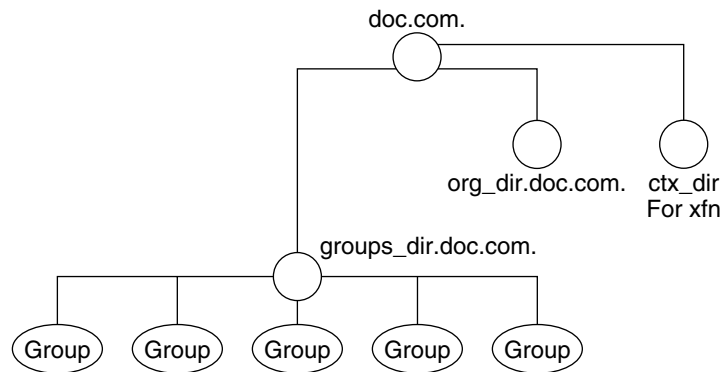 doc.com.
org_dir.doc.com.
ctx_dir
For xfn
groups_dir.doc.com.
Group
Group
Group
Group
Group